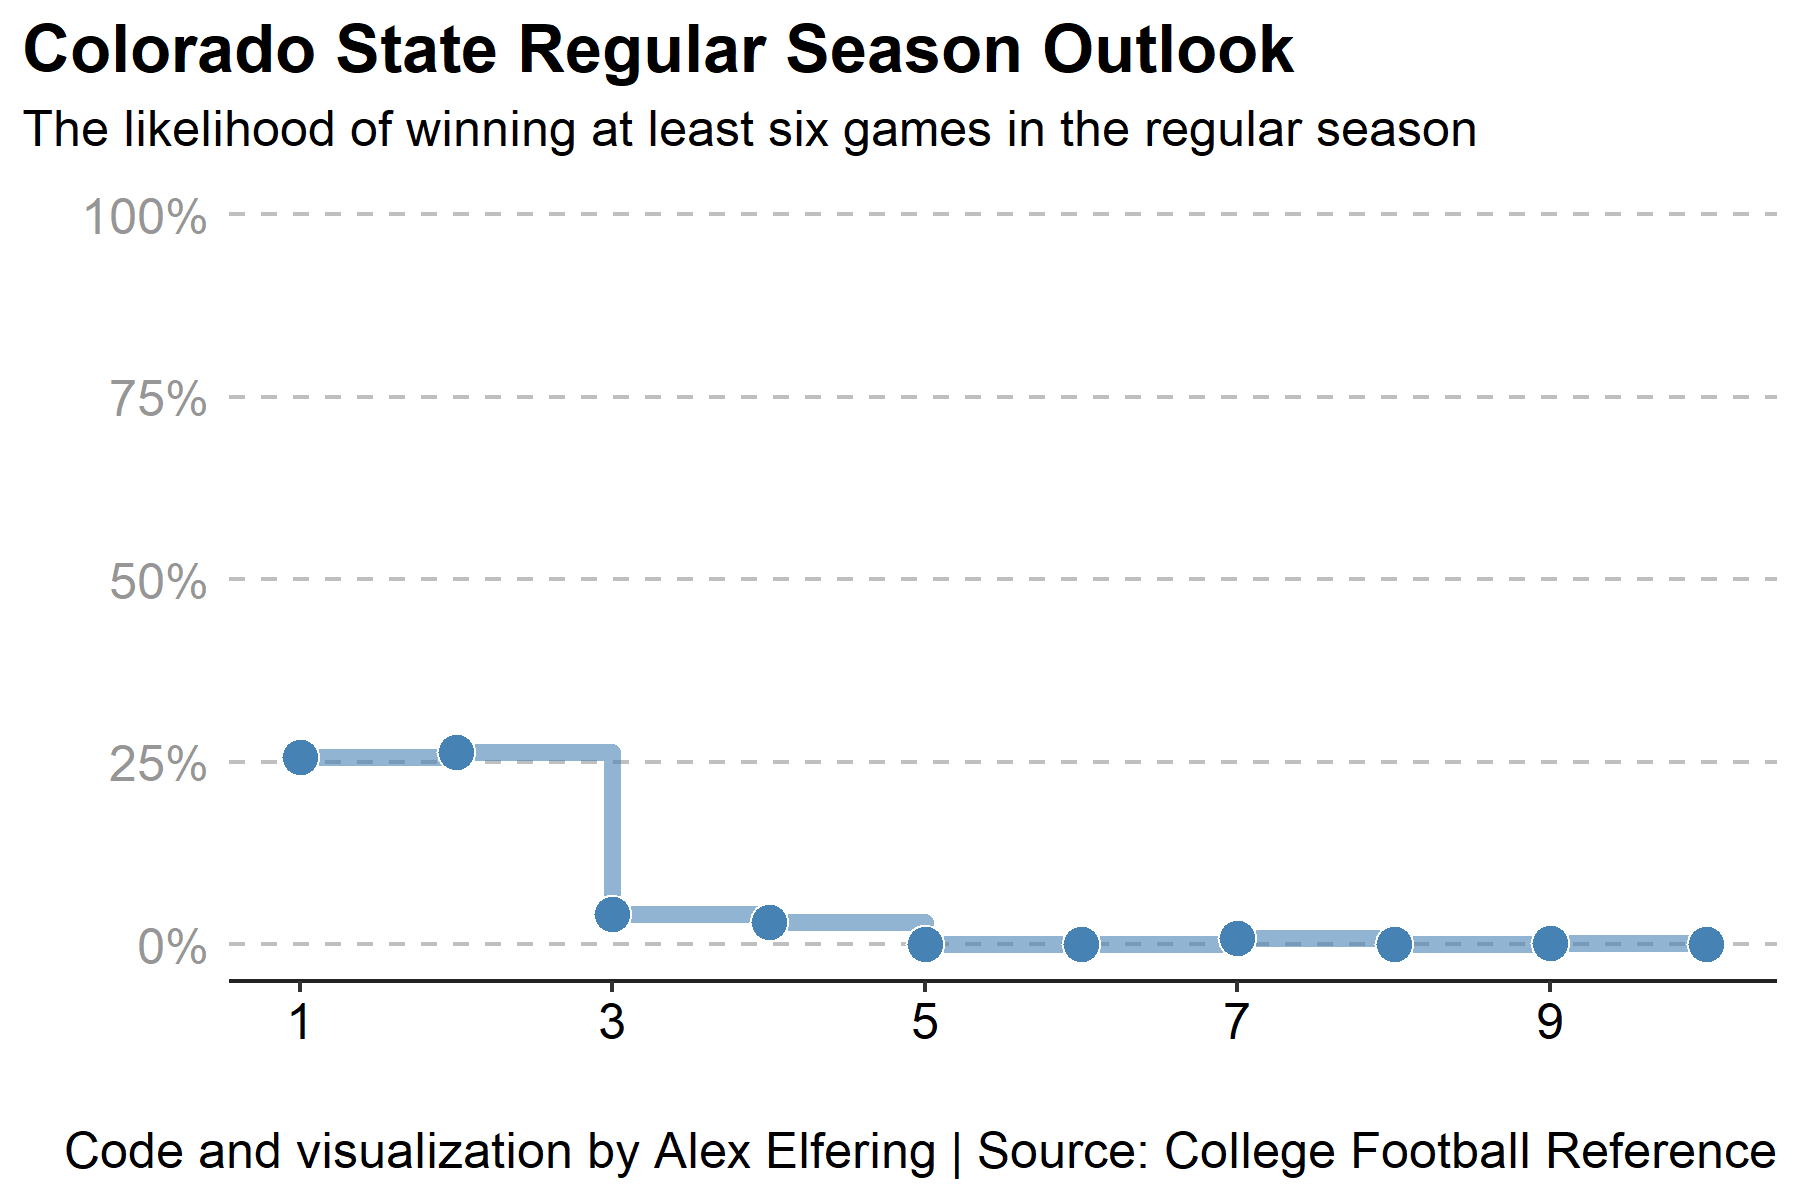 Colorado State Regular Season Outlook
The likelihood of winning at least six games in the regular season
100%
75%
50%
25%
0%
1 3 5 7 9
Code and visualization by Alex Elfering | Source: College Football Reference